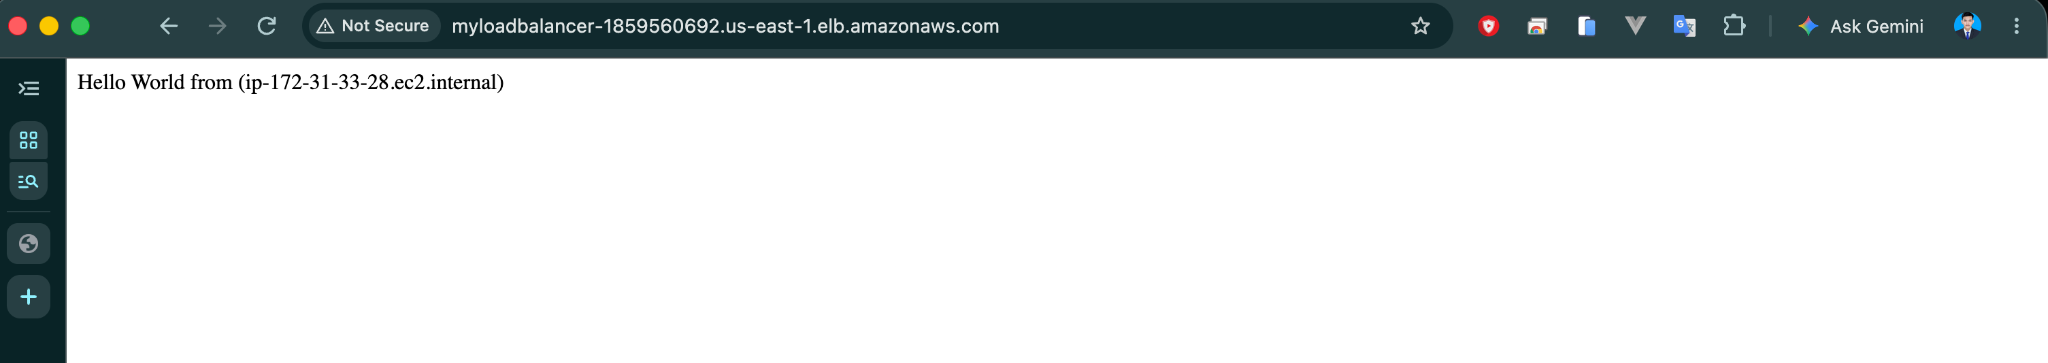 Not Secure myloadbalancer-1859560692.us-east-1.elb.amazonaws.com Ask Gemini
Hello World from (ip-172-31-33-28.ec2.internal)